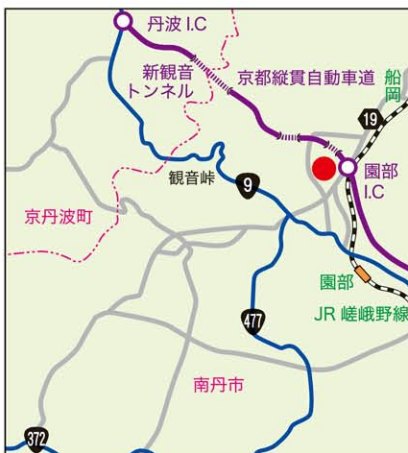 丹波 I.C
新観音
トンネル
京都縦貫自動車道
船
岡
19
園部
I.C
観音峠
9
京丹波町
園部
JR 嵯峨野線
477
南丹市
372